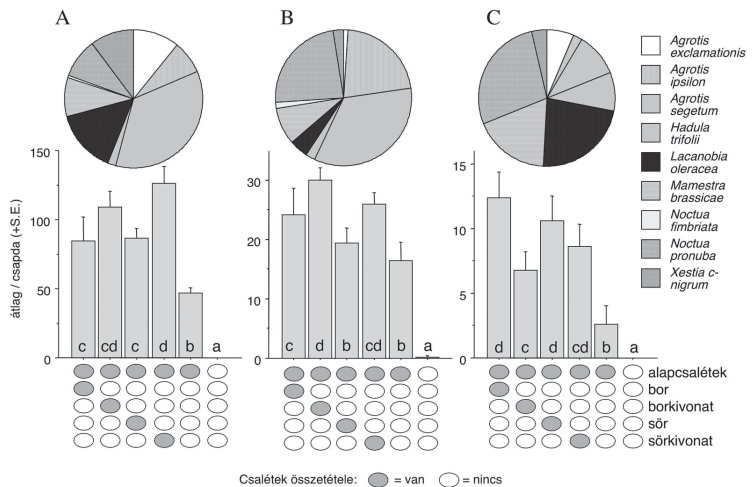 A
B
C
Agrotis
exclamationis
Agrotis
ipsilon
Agrotis
segetum
Hadula
trifolii
Lacanobia
oleracea
Mamestra
brassicae
Noctua
fimbriata
Noctua
pronuba
Xestia c-
nigrum
átlag / csapda (+S.E.)
150
100
50
0
c cd c d b a
30
20
10
0
c d b cd b a
15
10
5
0
d c d cd b a
alapcsalétek
bor
borkivonat
sör
sörkivonat
Csalétek összetétele: = van = nincs